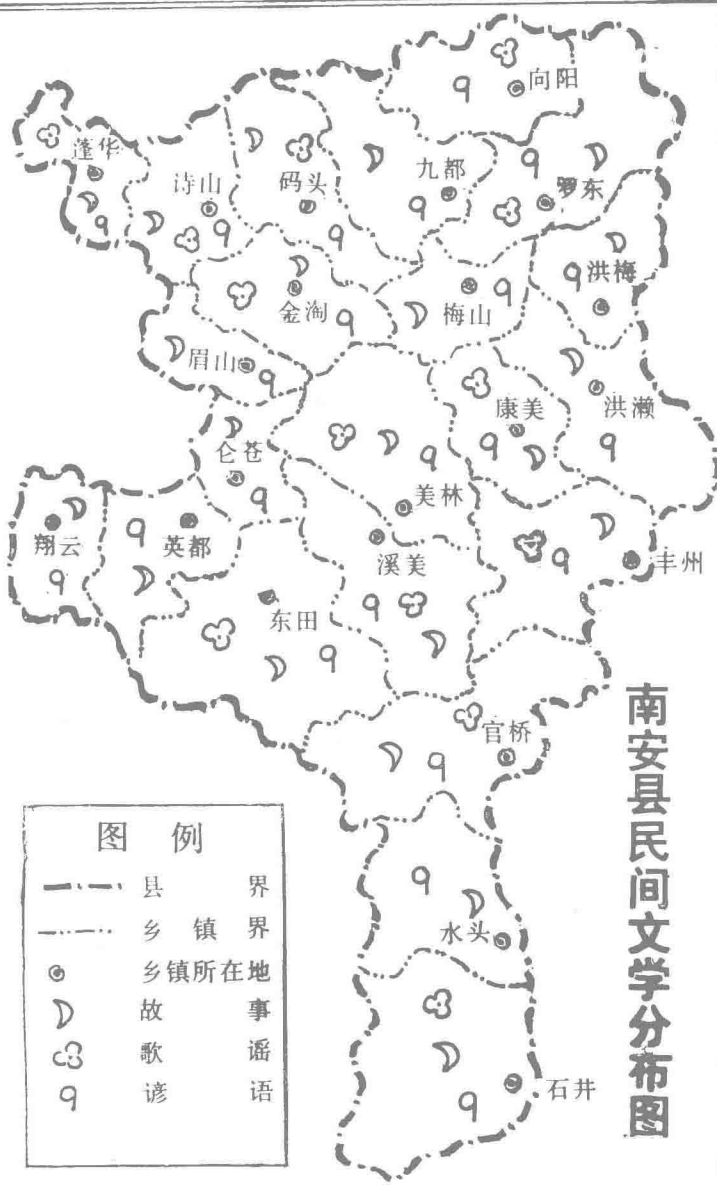 向阳
蓬华
诗山
码头
九都
罗东
洪梅
金淘
梅山
眉山
康美
洪濑
仑苍
美林
翔云
英都
溪美
丰州
东田
官桥
水头
石井
南安县民间文学分布图
图 例
县 界
乡 镇 界
乡镇所在地
故 事
歌 谣
谚 语